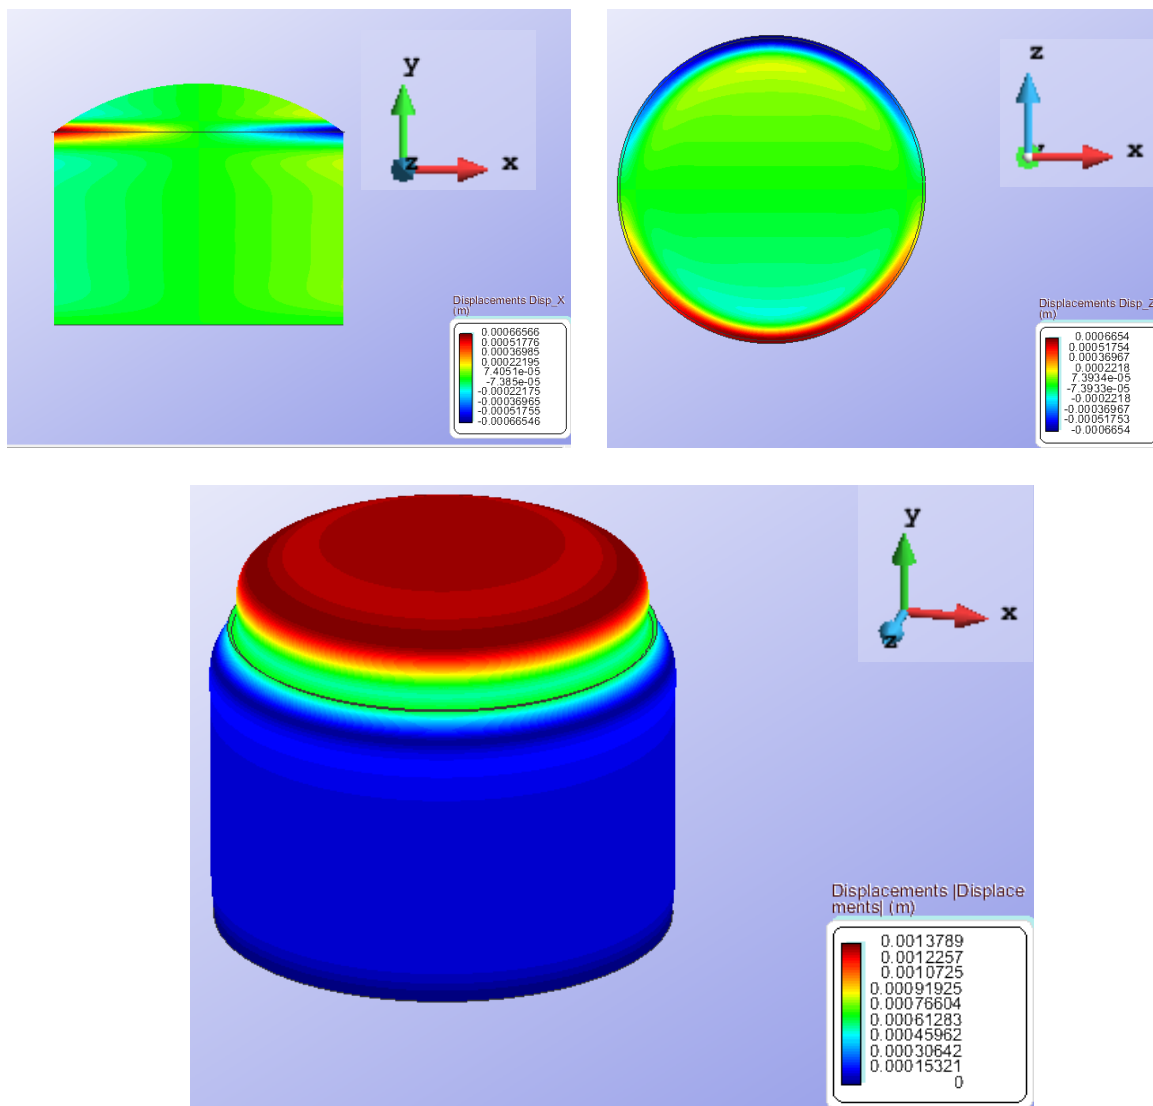 y
z
x
Displacements Disp_X
(m)
0.00066566
0.00051776
0.00036985
0.00022195
7.4051e-05
-7.385e-05
-0.00022175
-0.00036965
-0.00051755
-0.00066546
z
x
Displacements Disp_Z
(m)
0.0006654
0.00051754
0.00036967
0.0002218
7.3934e-05
-7.3933e-05
-0.0002218
-0.00036967
-0.00051753
-0.0006654
y
x
z
Displacements |Displace
ments| (m)
0.0013789
0.0012257
0.0010725
0.00091925
0.00076604
0.00061283
0.00045962
0.00030642
0.00015321
0